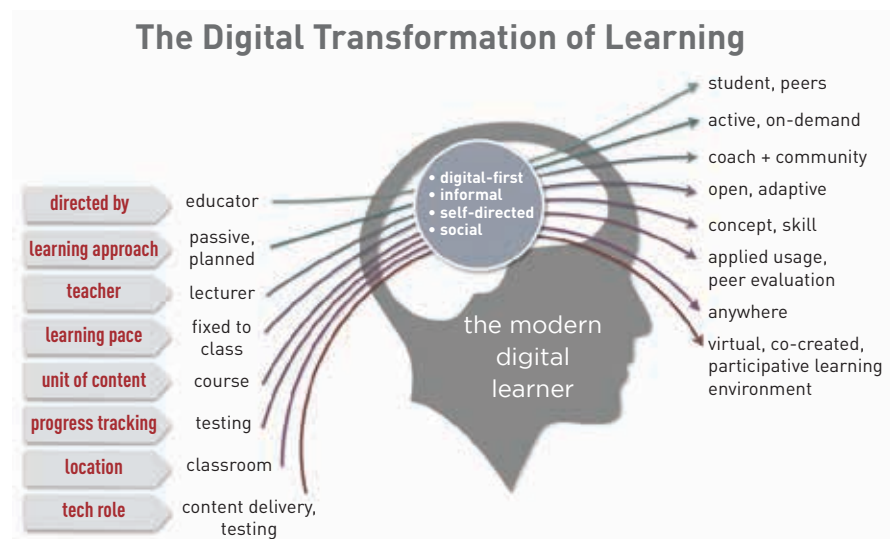 The Digital Transformation of Learning
directed by
educator
learning approach
passive,
planned
teacher
lecturer
learning pace
fixed to
class
unit of content
course
progress tracking
testing
location
classroom
tech role
content delivery,
testing
• digital-first
• informal
• self-directed
• social
the modern
digital
learner
student, peers
active, on-demand
coach + community
open, adaptive
concept, skill
applied usage,
peer evaluation
anywhere
virtual, co-created,
participative learning
environment